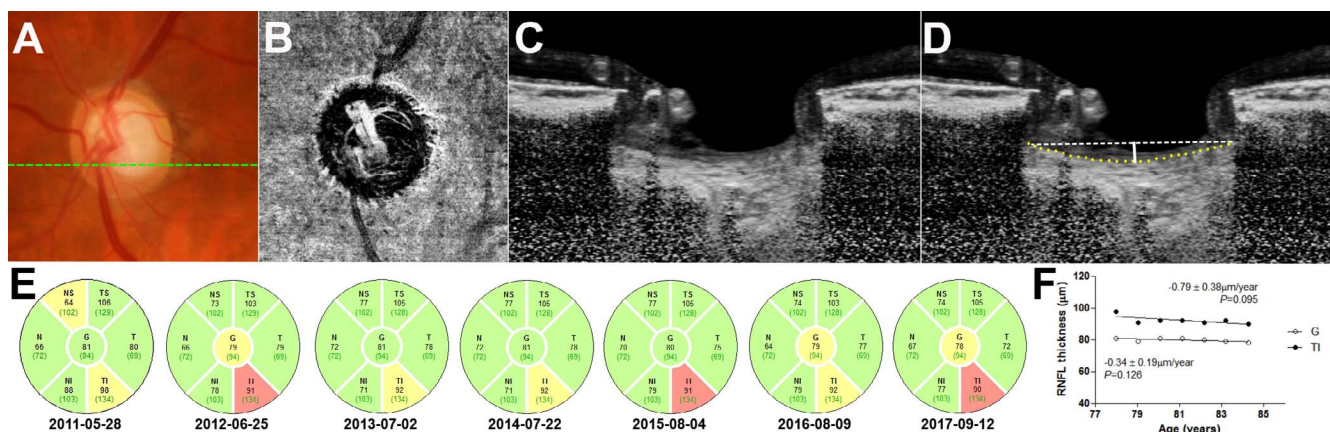 A
B
C
D
E
NS TS
64 106
(102) (129)
G
N T
81
66 80
(94)
(72) (69)
NI TI
88 98
(103) (134)
2011-05-28
NS TS
73 103
(102) (128)
G
N T
79
66 79
(94)
(72) (69)
NI TI
78 91
(103) (134)
2012-06-25
NS TS
77 105
(102) (128)
G
N T
81
72 78
(94)
(72) (69)
NI TI
71 92
(103) (134)
2013-07-02
NS TS
77 105
(102) (128)
G
N T
81
72 78
(94)
(72) (69)
NI TI
71 92
(103) (134)
2014-07-22
NS TS
77 105
(102) (128)
G
N T
80
70 75
(94)
(72) (69)
NI TI
79 91
(103) (134)
2015-08-04
NS TS
74 103
(102) (128)
G
N T
79
64 77
(94)
(72) (69)
NI TI
79 92
(103) (134)
2016-08-09
NS TS
74 105
(102) (128)
G
N T
78
67 72
(94)
(72) (69)
NI TI
77 90
(103) (134)
2017-09-12
F
RNFL thickness (μm)
120
100
80
60
40
-0.79 ± 0.38μm/year
P=0.095
-0.34 ± 0.19μm/year
P=0.126
G
TI
77 79 81 83 85
Age (years)